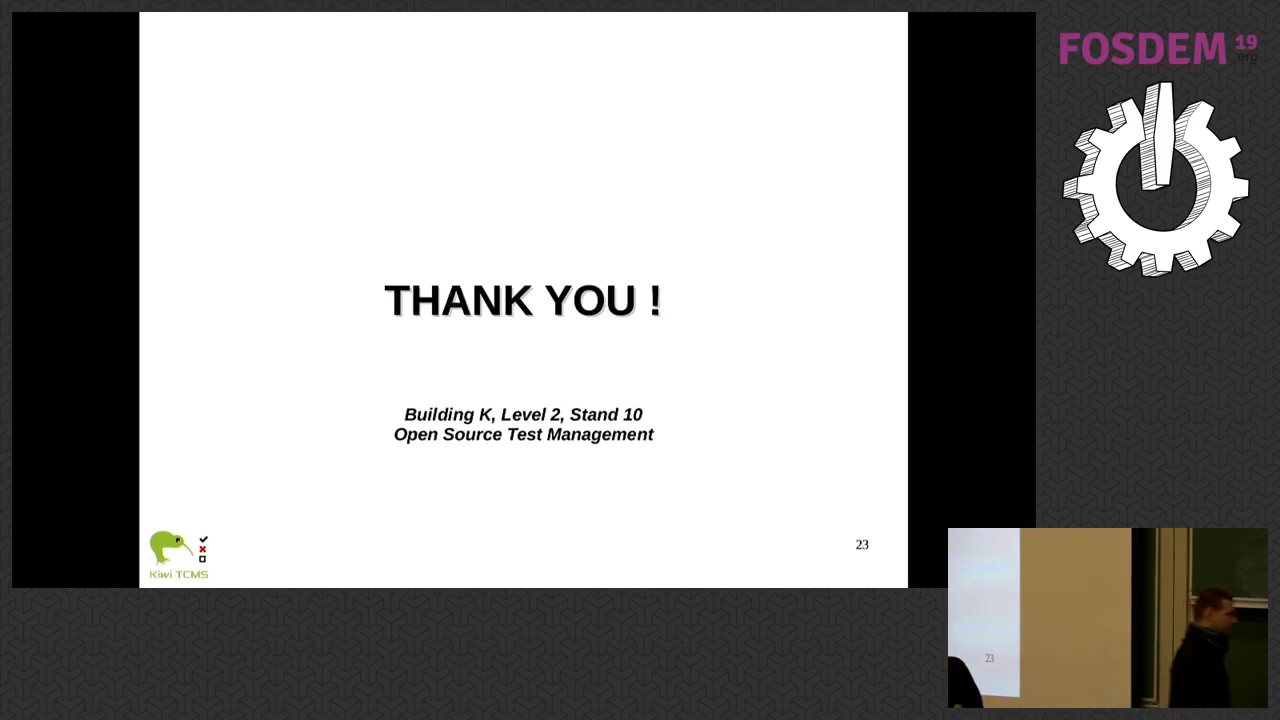 FOSDEM 19
.org
THANK YOU !
Building K, Level 2, Stand 10
Open Source Test Management
Kiwi TCMS
23
23